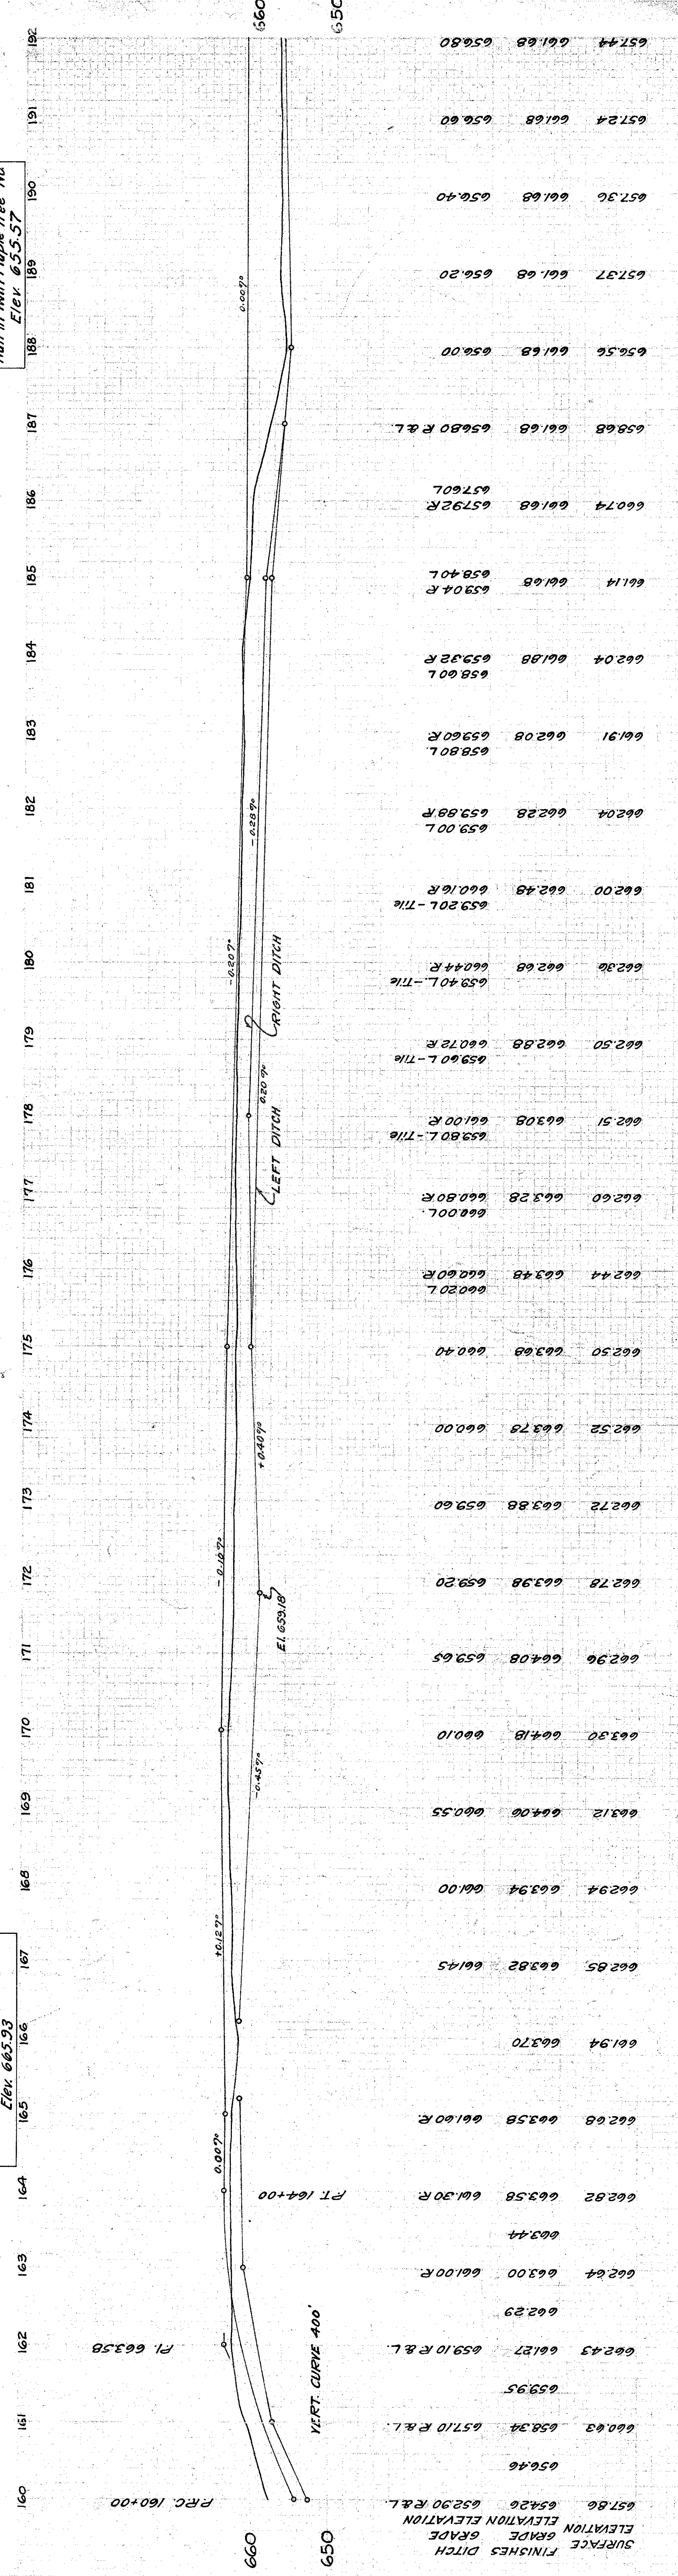 Nail in Twin Maple Tree
Elev. 655.57
Elev. 665.93
160
161
162
163
164
165
166
167
168
169
170
171
172
173
174
175
176
177
178
179
180
181
182
183
184
185
186
187
188
189
190
191
192
P.R.C. 160+00
P.I. 663.58
P.T. 164+00
VERT. CURVE 400'
660
650
660
650
0.00%
+0.12%
-0.45%
El. 659.18
-0.10%
+0.40%
LEFT DITCH
0.20%
RIGHT DITCH
-0.20%
-0.28%
0.00%
SURFACE ELEVATION
FINISHES GRADE ELEVATION
DITCH GRADE ELEVATION
657.86 654.26 652.90 R & L.
656.46
660.63 658.34 657.10 R & L.
659.95
662.43 661.27 659.10 R & L.
662.29
662.64 663.00 661.00 R.
663.44
662.82 663.58 661.30 R.
662.68 663.58 661.60 R.
661.94 663.70
662.85 663.82 661.45
662.94 663.94 661.00
663.12 664.06 660.55
663.30 664.18 660.10
662.96 664.08 659.65
662.78 663.98 659.20
662.72 663.88 659.60
662.52 663.78 660.00
662.50 663.68 660.40
660.20 L
662.44 663.48 660.60 R.
660.00 L.
662.60 663.28 660.80 R
659.80 L. - Tile
662.51 663.08 661.00 R.
659.60 L - Tile
662.50 662.88 660.72 R.
659.40 L. - Tile
662.36 662.68 660.44 R.
659.20 L - Tile
662.00 662.48 660.16 R
659.00 L
662.04 662.28 659.88 R
658.80 L.
661.91 662.08 659.60 R
658.60 L
662.04 661.88 659.32 R
659.04 R
661.14 661.68 658.40 L
660.74 661.68 657.92 R
657.60 L
658.68 661.68 656.80 R & L.
656.56 661.68 656.00
657.37 661.68 656.20
657.36 661.68 656.40
657.24 661.68 656.60
657.44 661.68 656.80